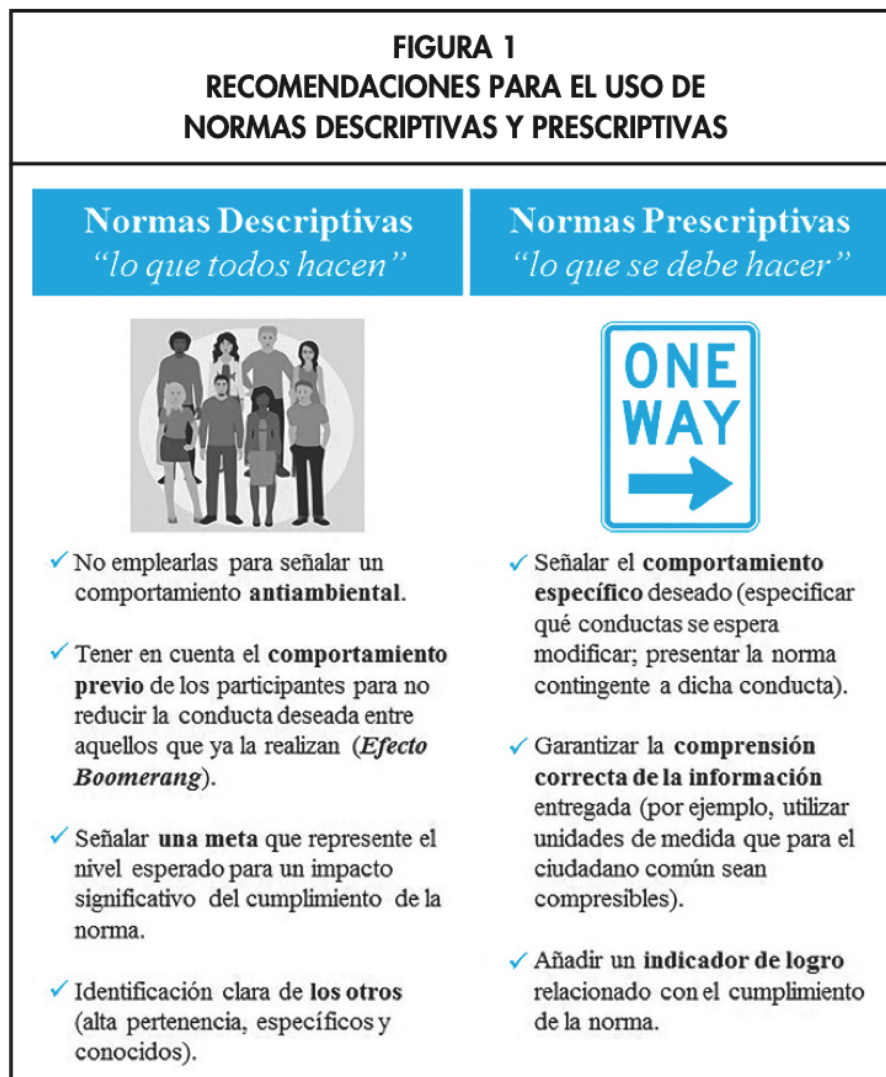 FIGURA 1
RECOMENDACIONES PARA EL USO DE
NORMAS DESCRIPTIVAS Y PRESCRIPTIVAS
Normas Descriptivas
“lo que todos hacen”
No emplearlas para señalar un
comportamiento antiambiental.
Tener en cuenta el comportamiento
previo de los participantes para no
reducir la conducta deseada entre
aquellos que ya la realizan (Efecto
Boomerang).
Señalar una meta que represente el
nivel esperado para un impacto
significativo del cumplimiento de la
norma.
Identificación clara de los otros
(alta pertenencia, específicos y
conocidos).
Normas Prescriptivas
“lo que se debe hacer”
ONE
WAY
Señalar el comportamiento
específico deseado (especificar
qué conductas se espera
modificar; presentar la norma
contingente a dicha conducta).
Garantizar la comprensión
correcta de la información
entregada (por ejemplo, utilizar
unidades de medida que para el
ciudadano común sean
compresibles).
Añadir un indicador de logro
relacionado con el cumplimiento
de la norma.